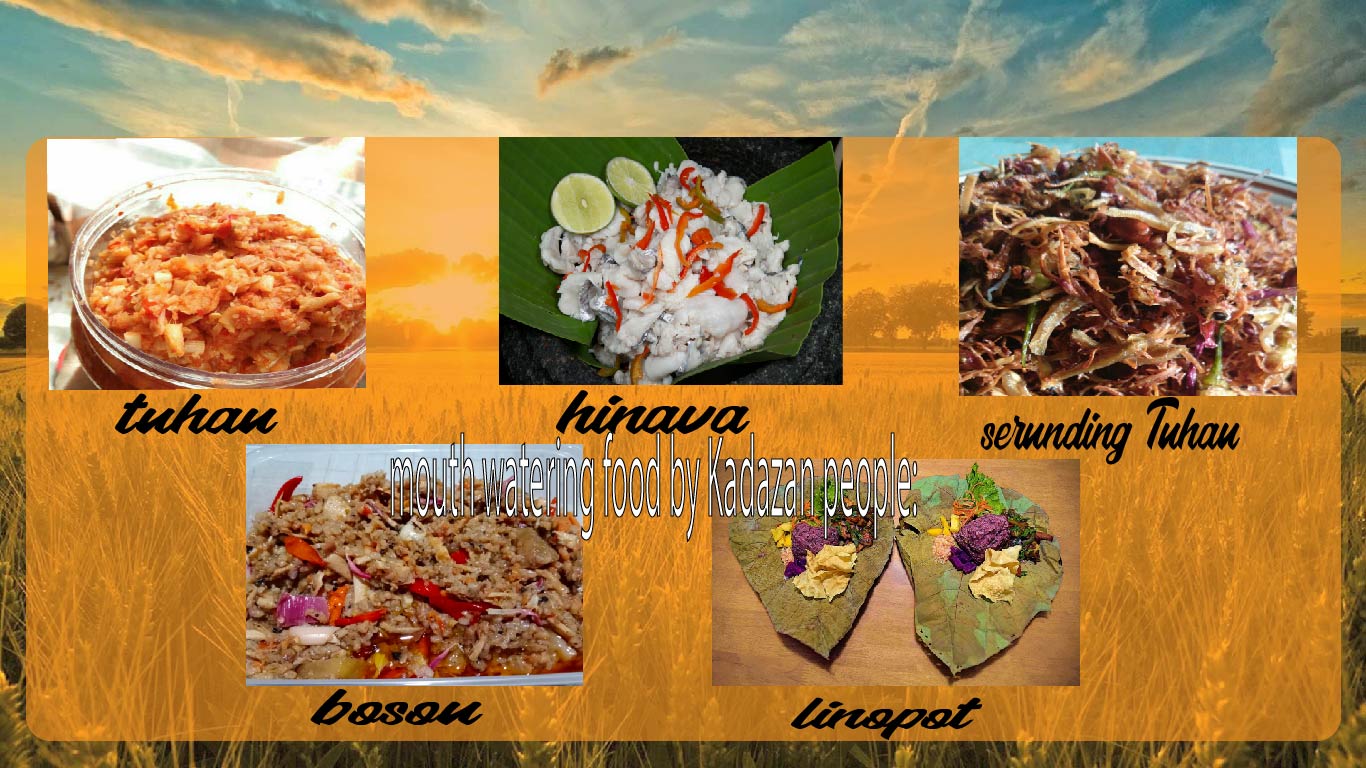 tuhau
hinava
serunding Tuhau
mouth watering food by Kadazan people:
bosou
linopot